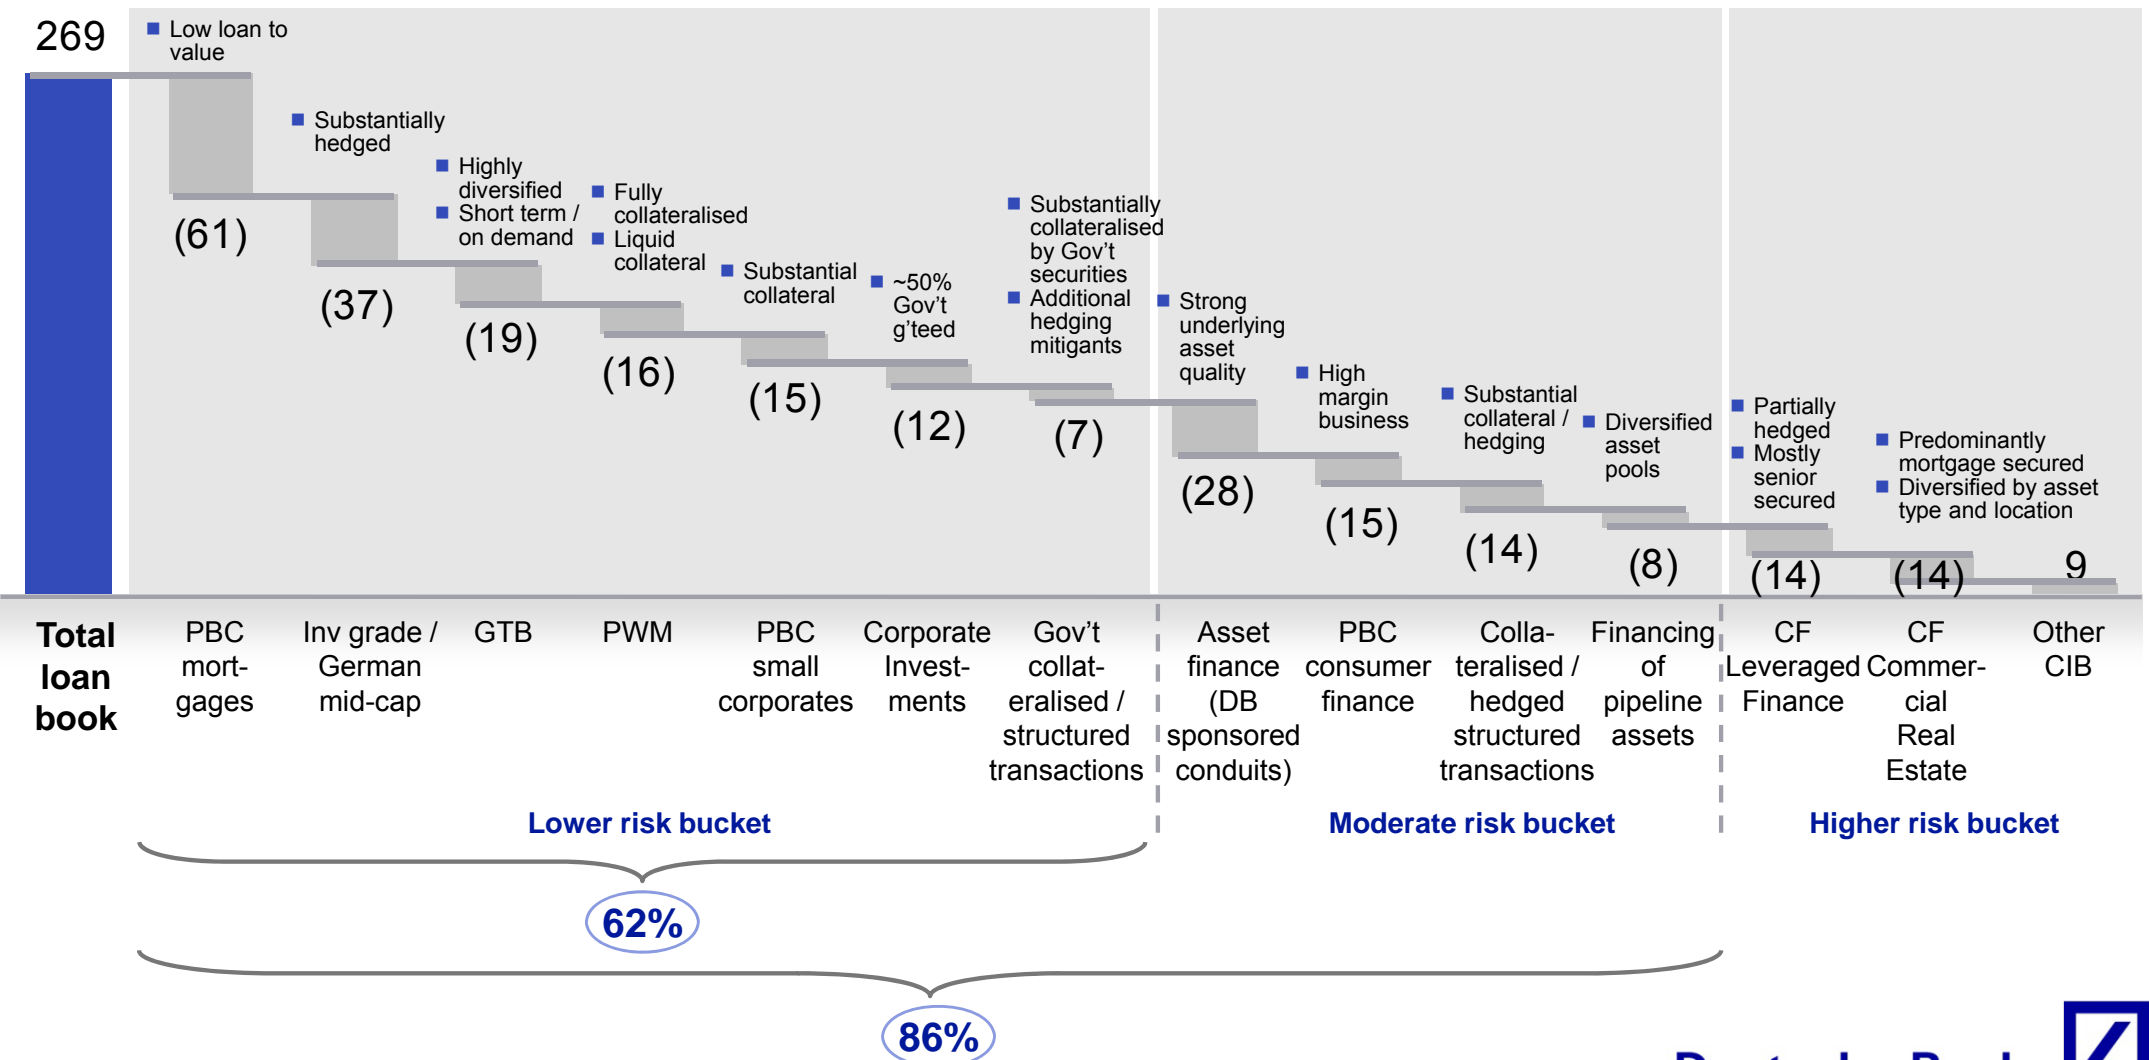 269
Low loan to
value
Substantially
hedged
Highly
diversified
Short term /
on demand
Fully
collateralised
Liquid
collateral
Substantial
collateral
~50%
Gov't
g'teed
Substantially
collateralised
by Gov't
securities
Additional
hedging
mitigants
Strong
underlying
asset
quality
High
margin
business
Substantial
collateral /
hedging
Diversified
asset
pools
Partially
hedged
Mostly
senior
secured
Predominantly
mortgage secured
Diversified by asset
type and location
(61)
(37)
(19)
(16)
(15)
(12)
(7)
(28)
(15)
(14)
(8)
(14)
(14)
9
Total
loan
book
PBC
mort-
gages
Inv grade /
German
mid-cap
GTB
PWM
PBC
small
corporates
Corporate
Invest-
ments
Gov't
collat-
eralised /
structured
transactions
Asset
finance
(DB
sponsored
conduits)
PBC
consumer
finance
Colla-
teralised /
hedged
structured
transactions
Financing
of
pipeline
assets
CF
Leveraged
Finance
CF
Commer-
cial
Real
Estate
Other
CIB
Lower risk bucket
Moderate risk bucket
Higher risk bucket
62%
86%